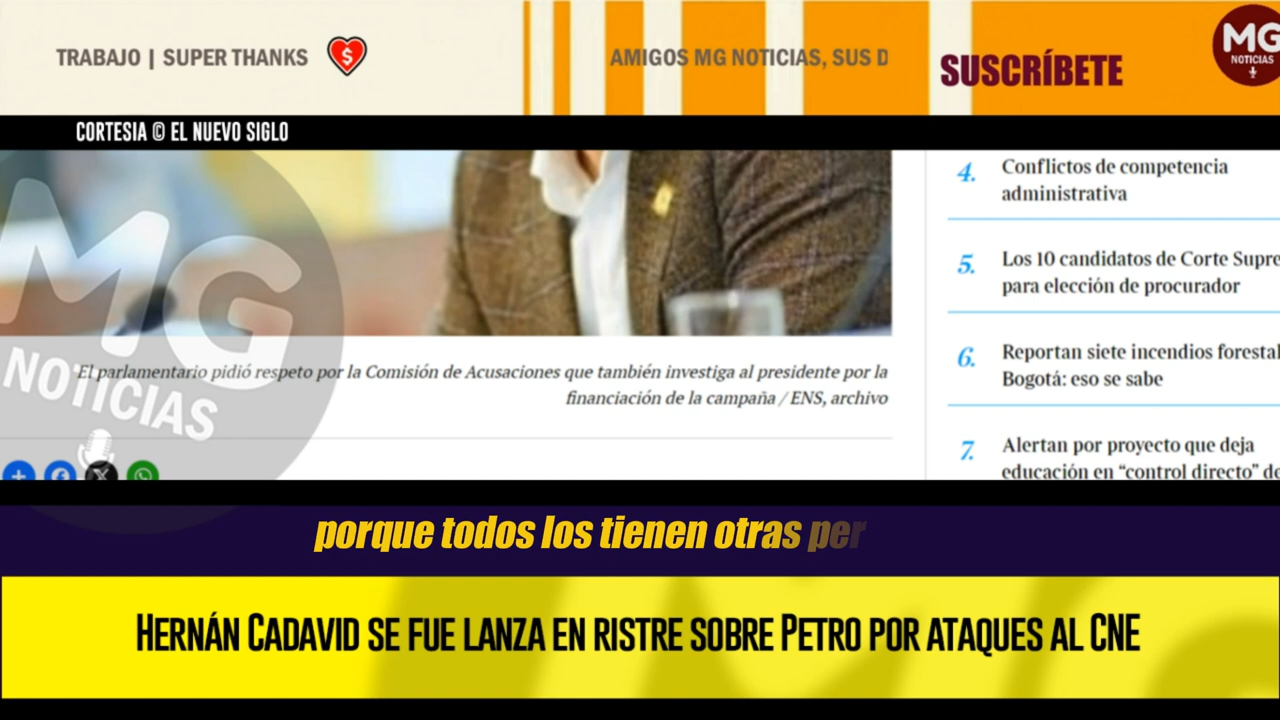 TRABAJO | SUPER THANKS
AMIGOS MG NOTICIAS, SUS D
SUSCRÍBETE
MG
NOTICIAS
CORTESIA © EL NUEVO SIGLO
4. Conflictos de competencia
administrativa
5. Los 10 candidatos de Corte Supre
para elección de procurador
6. Reportan siete incendios forestal
Bogotá: eso se sabe
7. Alertan por proyecto que deja
educación en “control directo” de
MG
NOTICIAS
El parlamentario pidió respeto por la Comisión de Acusaciones que también investiga al presidente por la
financiación de la campaña / ENS, archivo
porque todos los tienen otras per
HERNÁN CADAVID SE FUE LANZA EN RISTRE SOBRE PETRO POR ATAQUES AL CNE